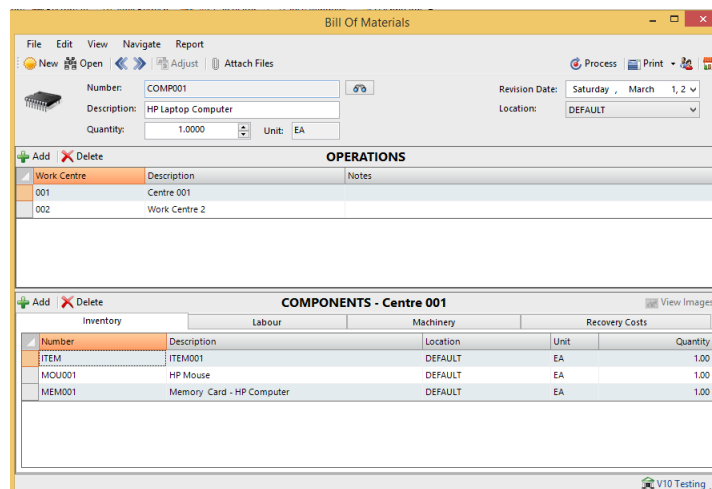 Bill Of Materials
File Edit View Navigate Report
New Open Adjust Attach Files Process Print
Number: COMP001 Revision Date: Saturday , March 1, 2
Description: HP Laptop Computer Location: DEFAULT
Quantity: 1.0000 Unit: EA
Add Delete OPERATIONS
Work Centre Description Notes
001 Centre 001
002 Work Centre 2
Add Delete COMPONENTS - Centre 001 View Images
Inventory Labour Machinery Recovery Costs
Number Description Location Unit Quantity
ITEM ITEM001 DEFAULT EA 1.00
MOU001 HP Mouse DEFAULT EA 1.00
MEM001 Memory Card - HP Computer DEFAULT EA 1.00
V10 Testing